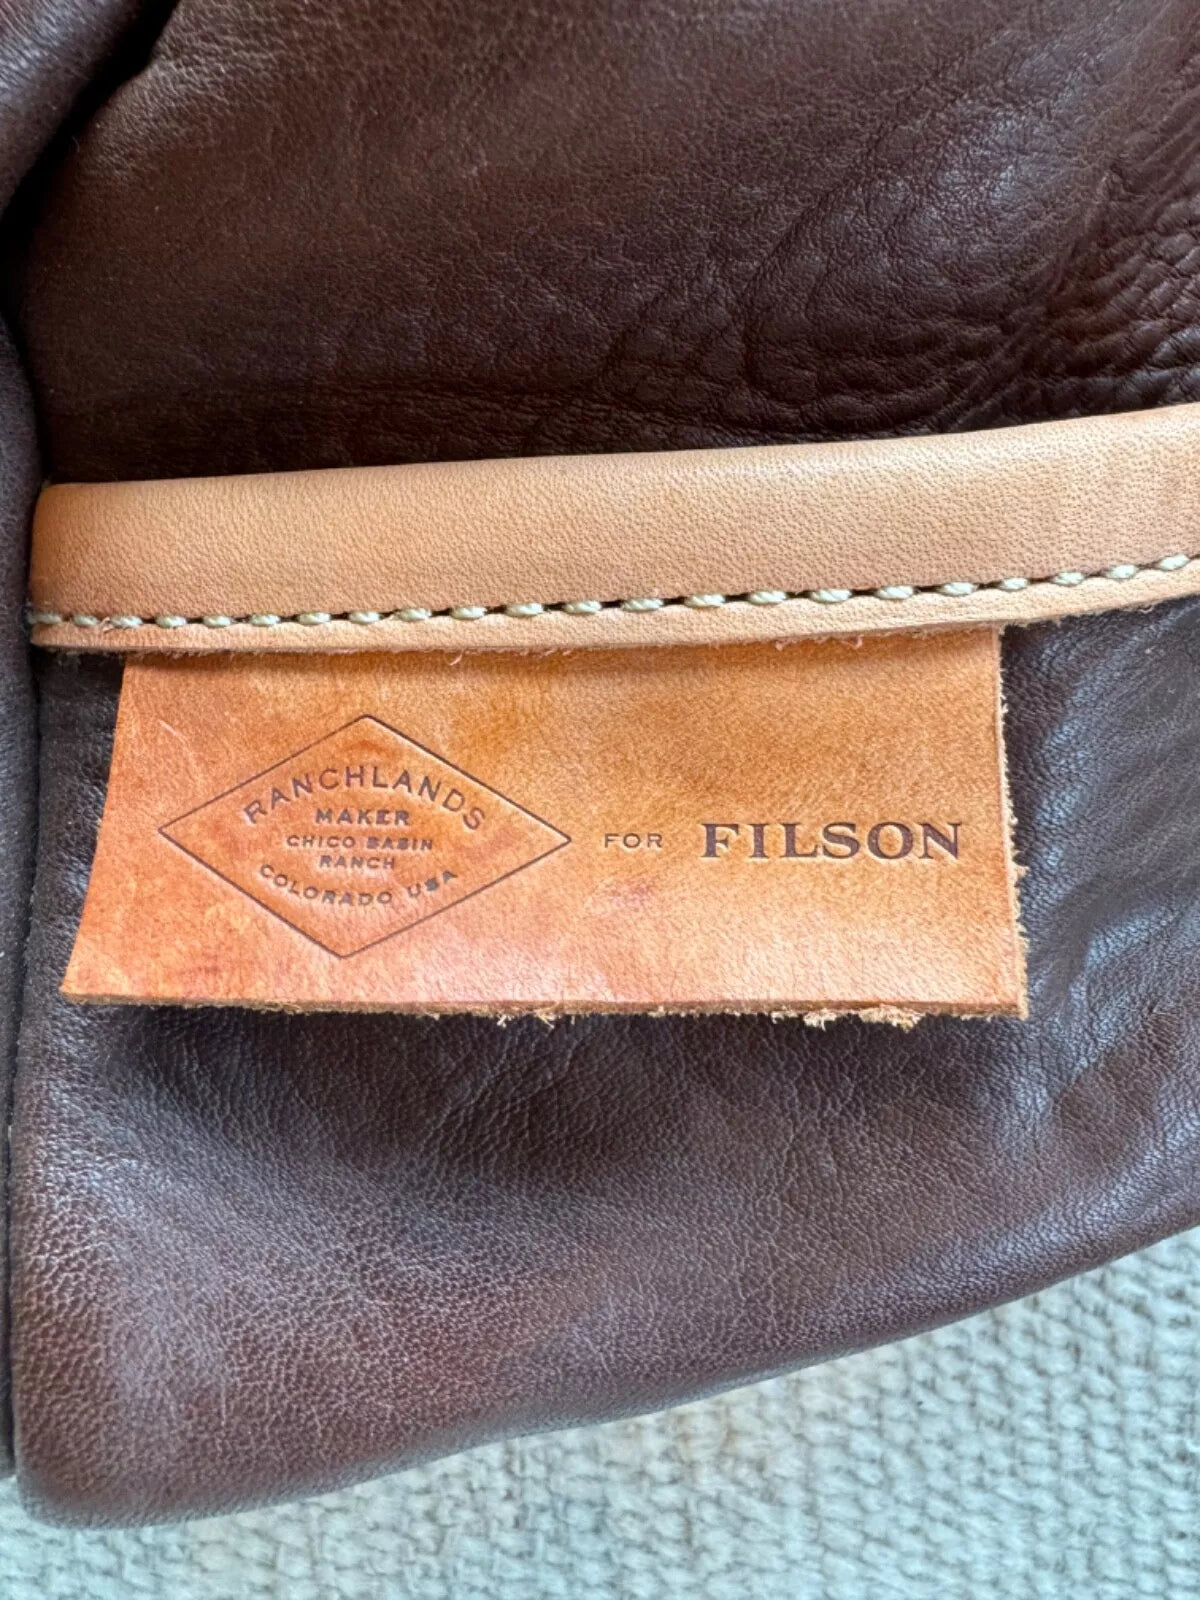 RANCHLANDS
MAKER
CHICO BASIN
RANCH
COLORADO USA
FOR FILSON